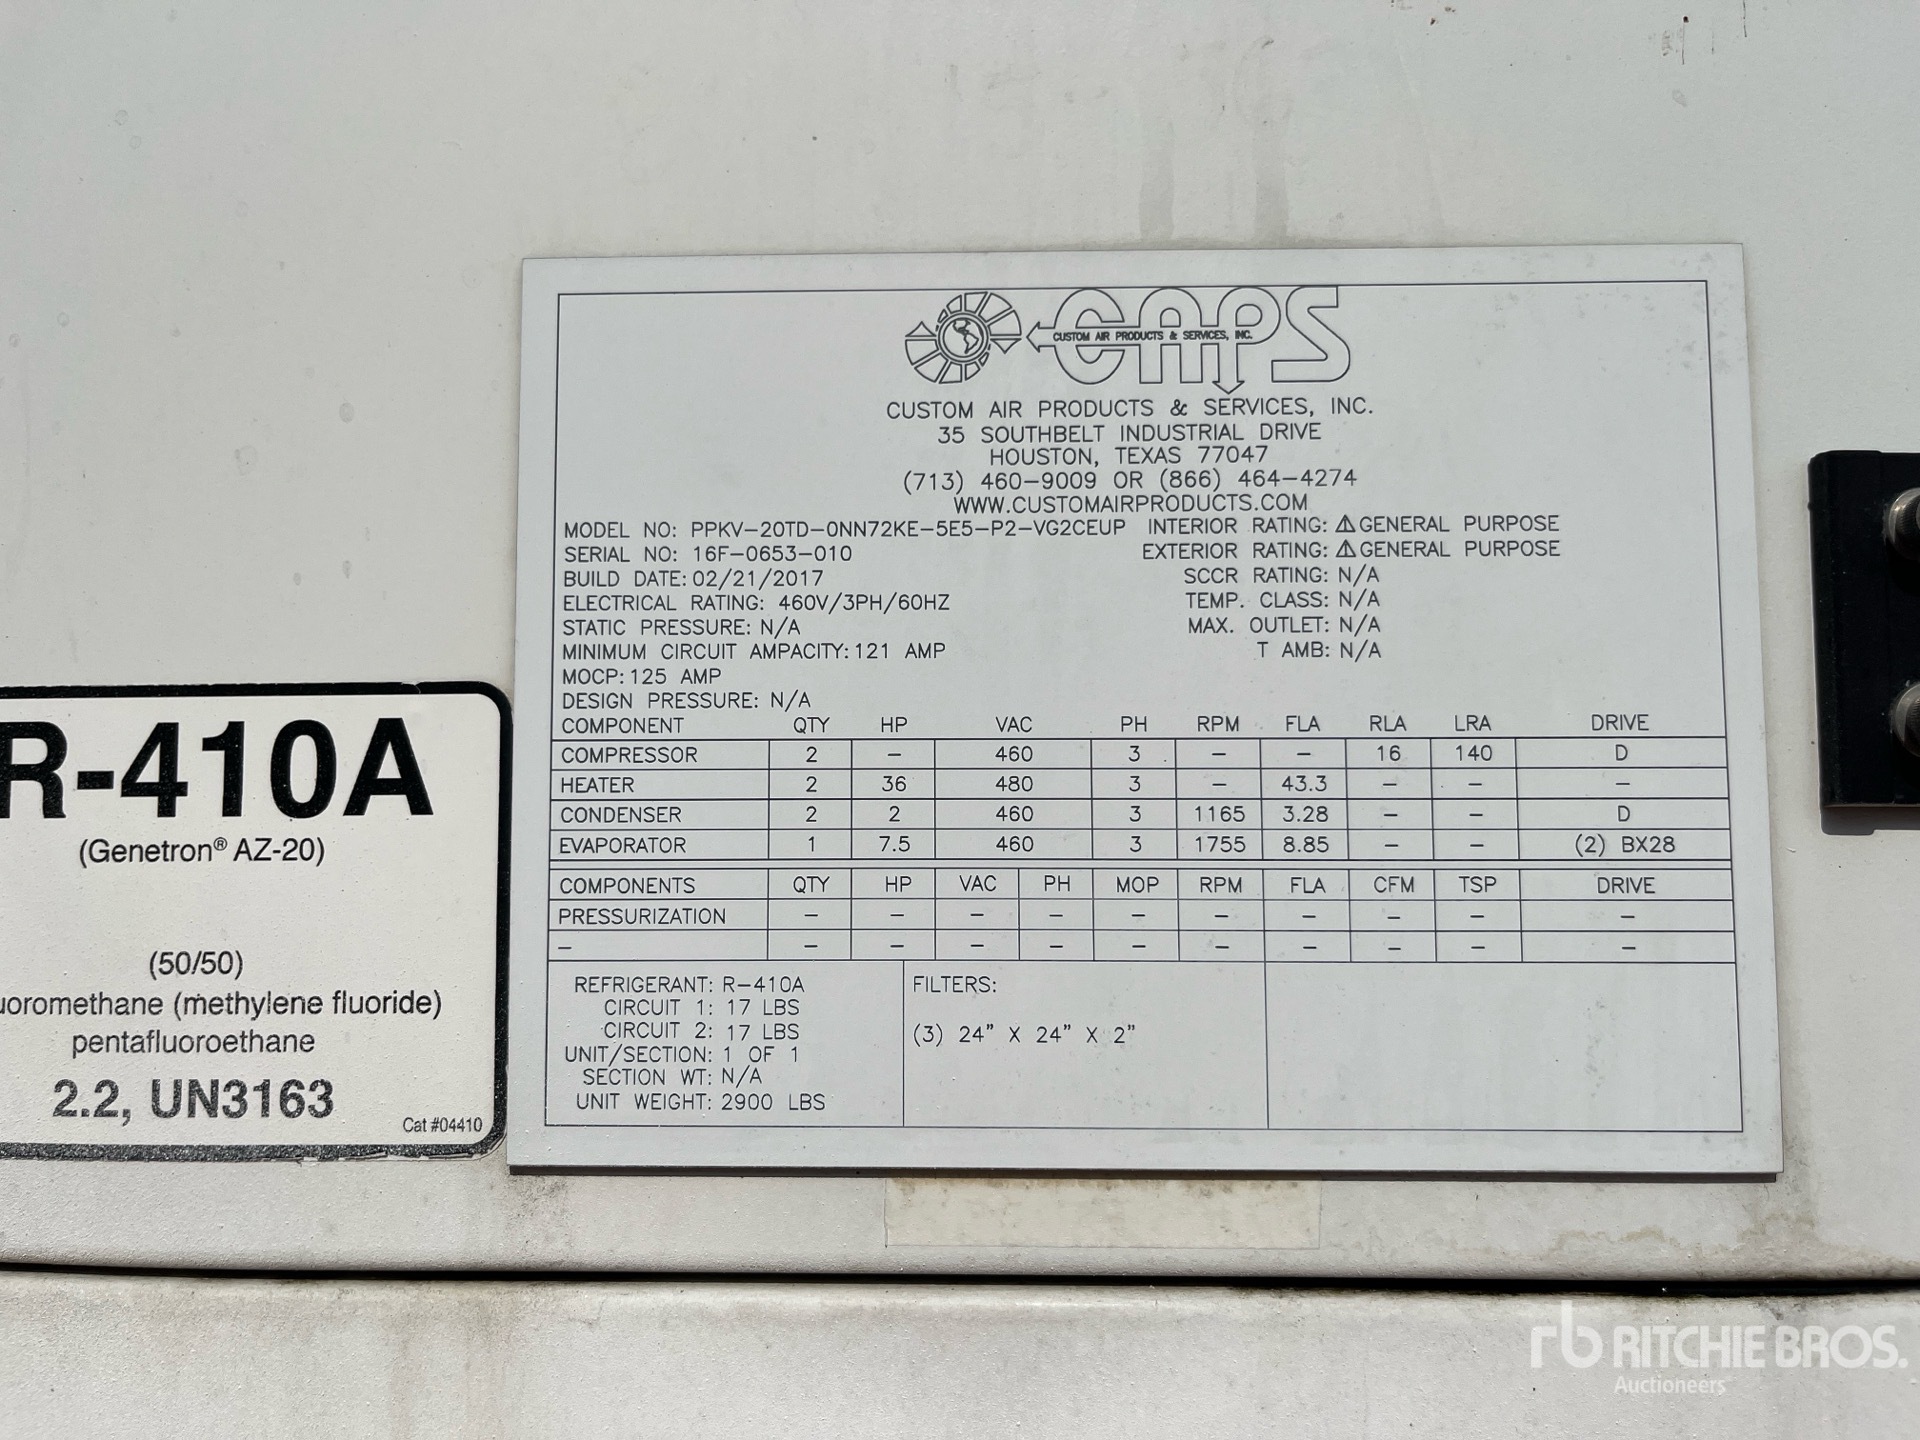 R-410A
(Genetron® AZ-20)
(50/50)
(methylene fluoride)
pentafluoroethane
2.2, UN3163
Cat #04410
CAPS
CUSTOM AIR PRODUCTS & SERVICES, INC.
CUSTOM AIR PRODUCTS & SERVICES, INC.
35 SOUTHBELT INDUSTRIAL DRIVE
HOUSTON, TEXAS 77047
(713) 460-9009 OR (866) 464-4274
WWW.CUSTOMAIRPRODUCTS.COM
MODEL NO: PPKV-20TD-0NN72KE-5E5-P2-VG2CEUP INTERIOR RATING: ⚠GENERAL PURPOSE
SERIAL NO: 16F-0653-010 EXTERIOR RATING: ⚠GENERAL PURPOSE
BUILD DATE: 02/21/2017 SCCR RATING: N/A
ELECTRICAL RATING: 460V/3PH/60HZ TEMP. CLASS: N/A
STATIC PRESSURE: N/A MAX. OUTLET: N/A
MINIMUM CIRCUIT AMPACITY: 121 AMP T AMB: N/A
MOCP: 125 AMP
DESIGN PRESSURE: N/A
COMPONENT QTY HP VAC PH RPM FLA RLA LRA DRIVE
COMPRESSOR 2 - 460 3 - - 16 140 D
HEATER 2 36 480 3 - 43.3 - - -
CONDENSER 2 2 460 3 1165 3.28 - - D
EVAPORATOR 1 7.5 460 3 1755 8.85 - - (2) BX28
COMPONENTS QTY HP VAC PH MOP RPM FLA CFM TSP DRIVE
PRESSURIZATION - - - - - - - - - -
- - - - - - - - - - -
REFRIGERANT: R-410A
CIRCUIT 1: 17 LBS
CIRCUIT 2: 17 LBS
UNIT/SECTION: 1 OF 1
SECTION WT: N/A
UNIT WEIGHT: 2900 LBS
FILTERS:
(3) 24" X 24" X 2"
rb RITCHIE BROS.
Auctioneers